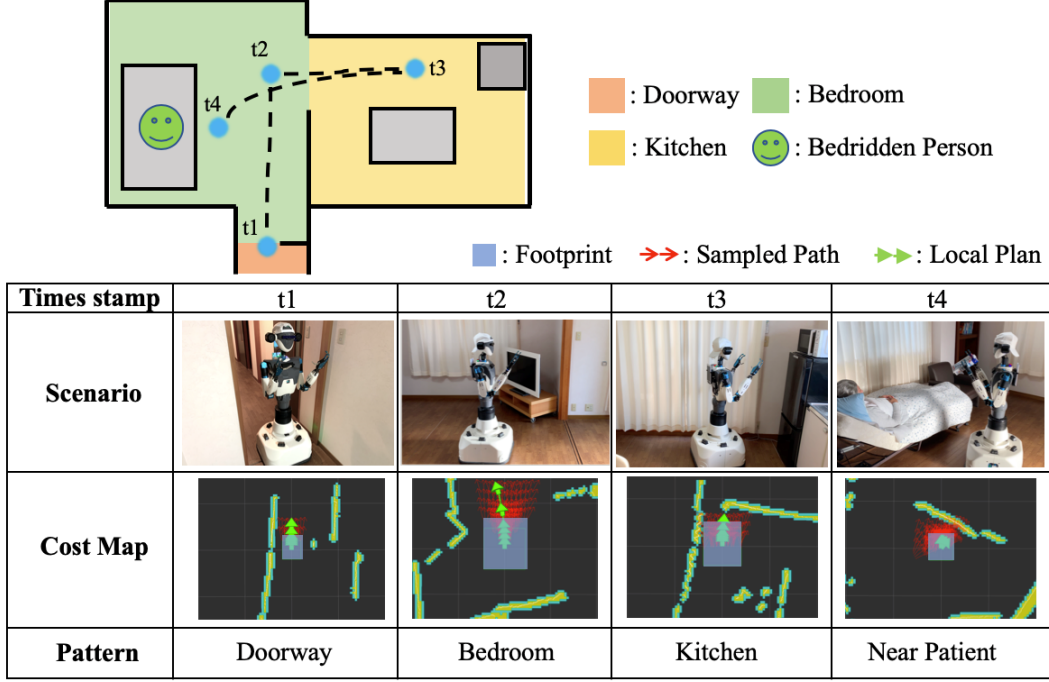 t2
t3
t4
t1
: Doorway
: Bedroom
: Kitchen
: Bedridden Person
: Footprint
: Sampled Path
: Local Plan
Times stamp t1 t2 t3 t4
Scenario
Cost Map
Pattern Doorway Bedroom Kitchen Near Patient